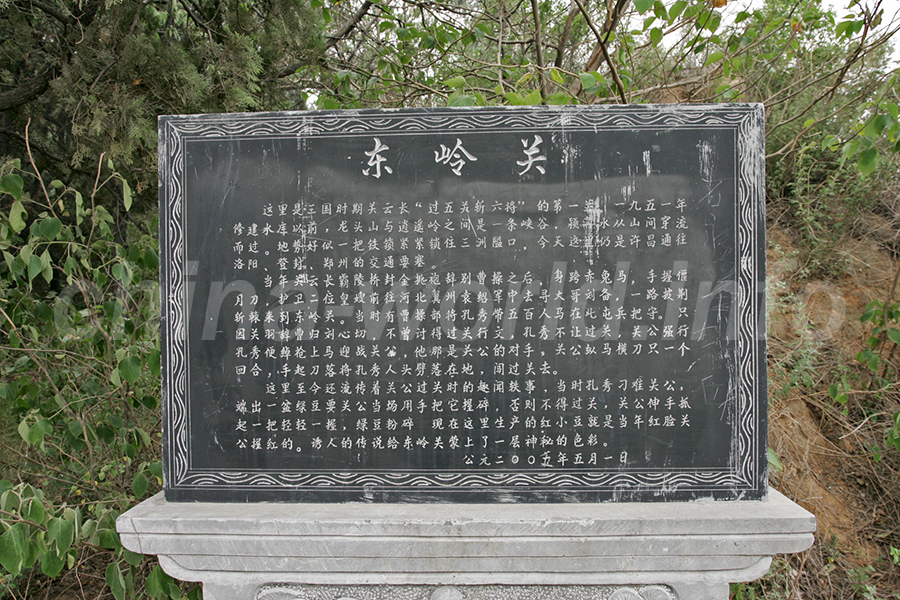 东岭关
这里是三国时期关云长“过五关斩六将”的第一关。一九五一年
修建水库以前,龙头山与逍遥岭之间是一条峡谷,颍河水从山间穿流
而过。地势好似一把铁锁紧紧锁住三洲隘口,今天这里仍是许昌通往
洛阳、登封、郑州的交通要塞。
当年关云长霸陵桥封金挑袍辞别曹操之后,身跨赤兔马,手握偃
月刀,护卫二位皇嫂前往河北冀州袁绍军中去寻大哥刘备,一路披荆
斩棘来到东岭关。当时有曹操部将孔秀带五百人马在此屯兵把守。只
因关羽辞曹归刘心切,不曾讨得过关行文,孔秀不让过关,关公强行
孔秀便绰枪上马迎战关公,他那是关公的对手。关公纵马横刀只一个
回合,手起刀落将孔秀人头劈落在地,闯过关去。
这里至今还流传着关公过关时的趣闻轶事,当时孔秀刁难关公,
端出一盆绿豆要关公当场用手把它握碎,否则不得过关,关公伸手抓
起一把轻轻一握,绿豆粉碎 现在这里生产的红小豆就是当年红脸关
公握红的。诱人的传说给东岭关蒙上了一层神秘的色彩。
公元二〇〇五年五月一日